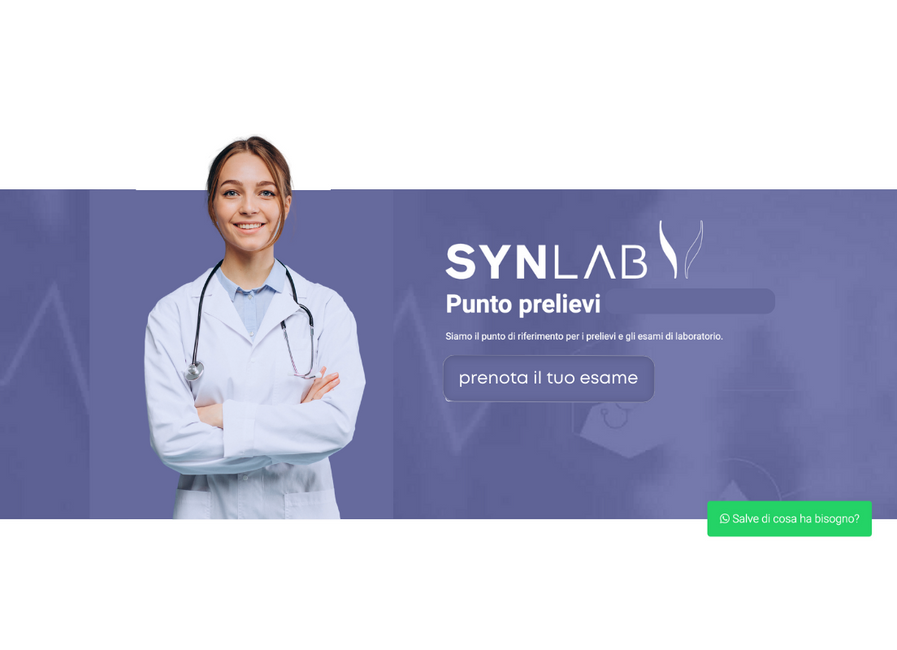 SYNLAB
Punto prelievi
Siamo il punto di riferimento per i prelievi e gli esami di laboratorio.
prenota il tuo esame
Salve di cosa ha bisogno?